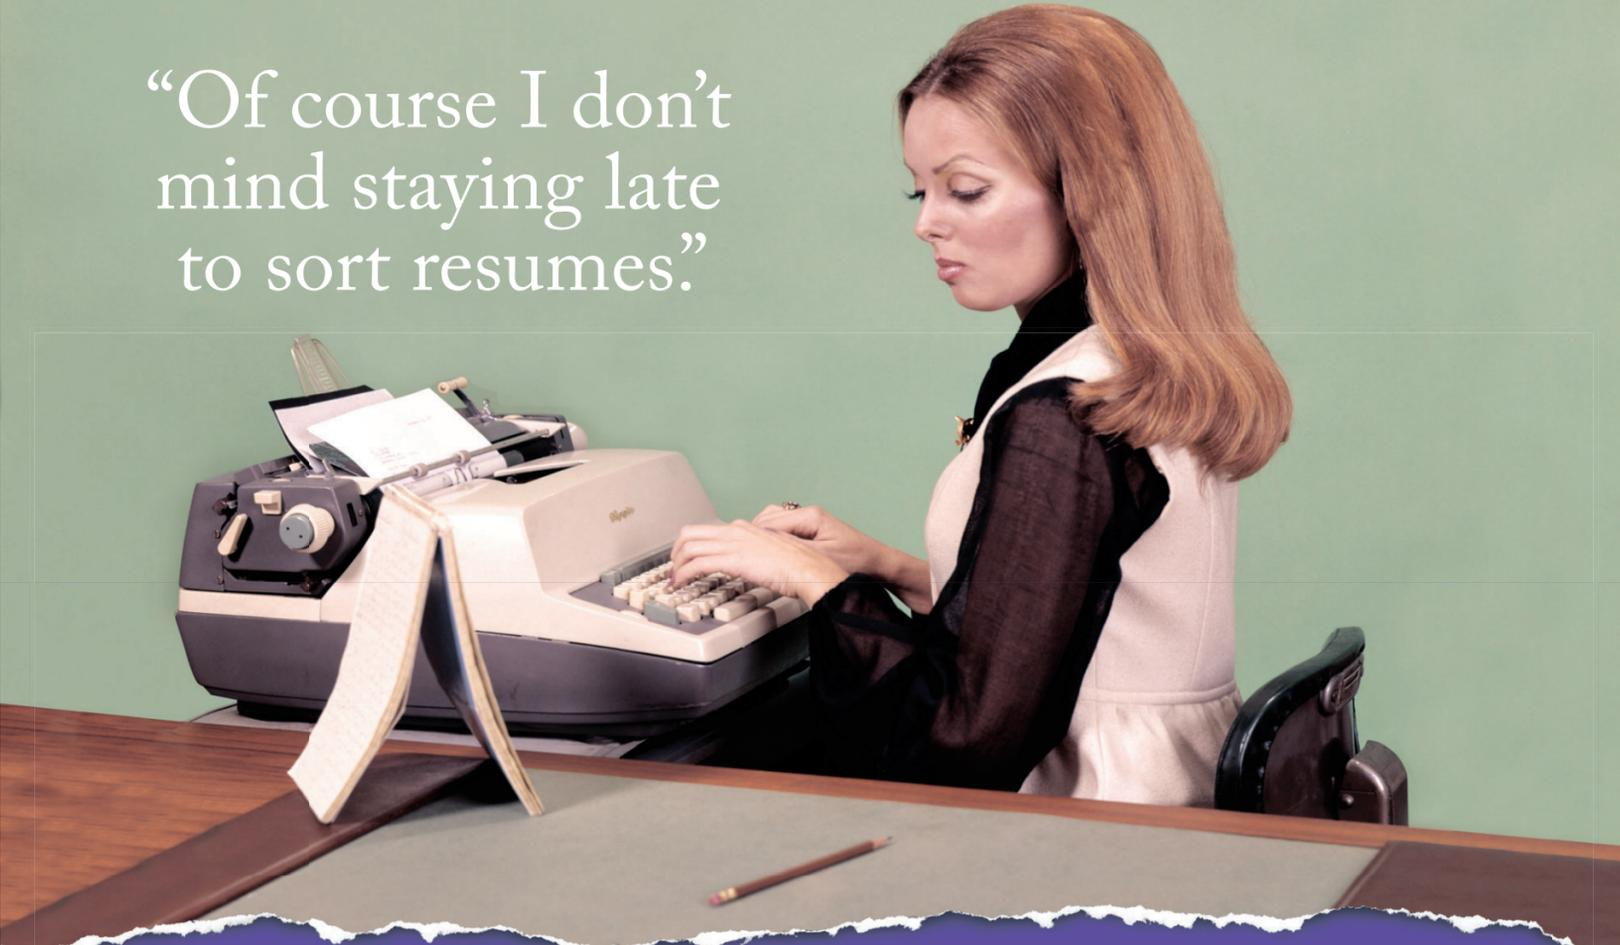 “Of course I don’t
mind staying late
to sort resumes.”